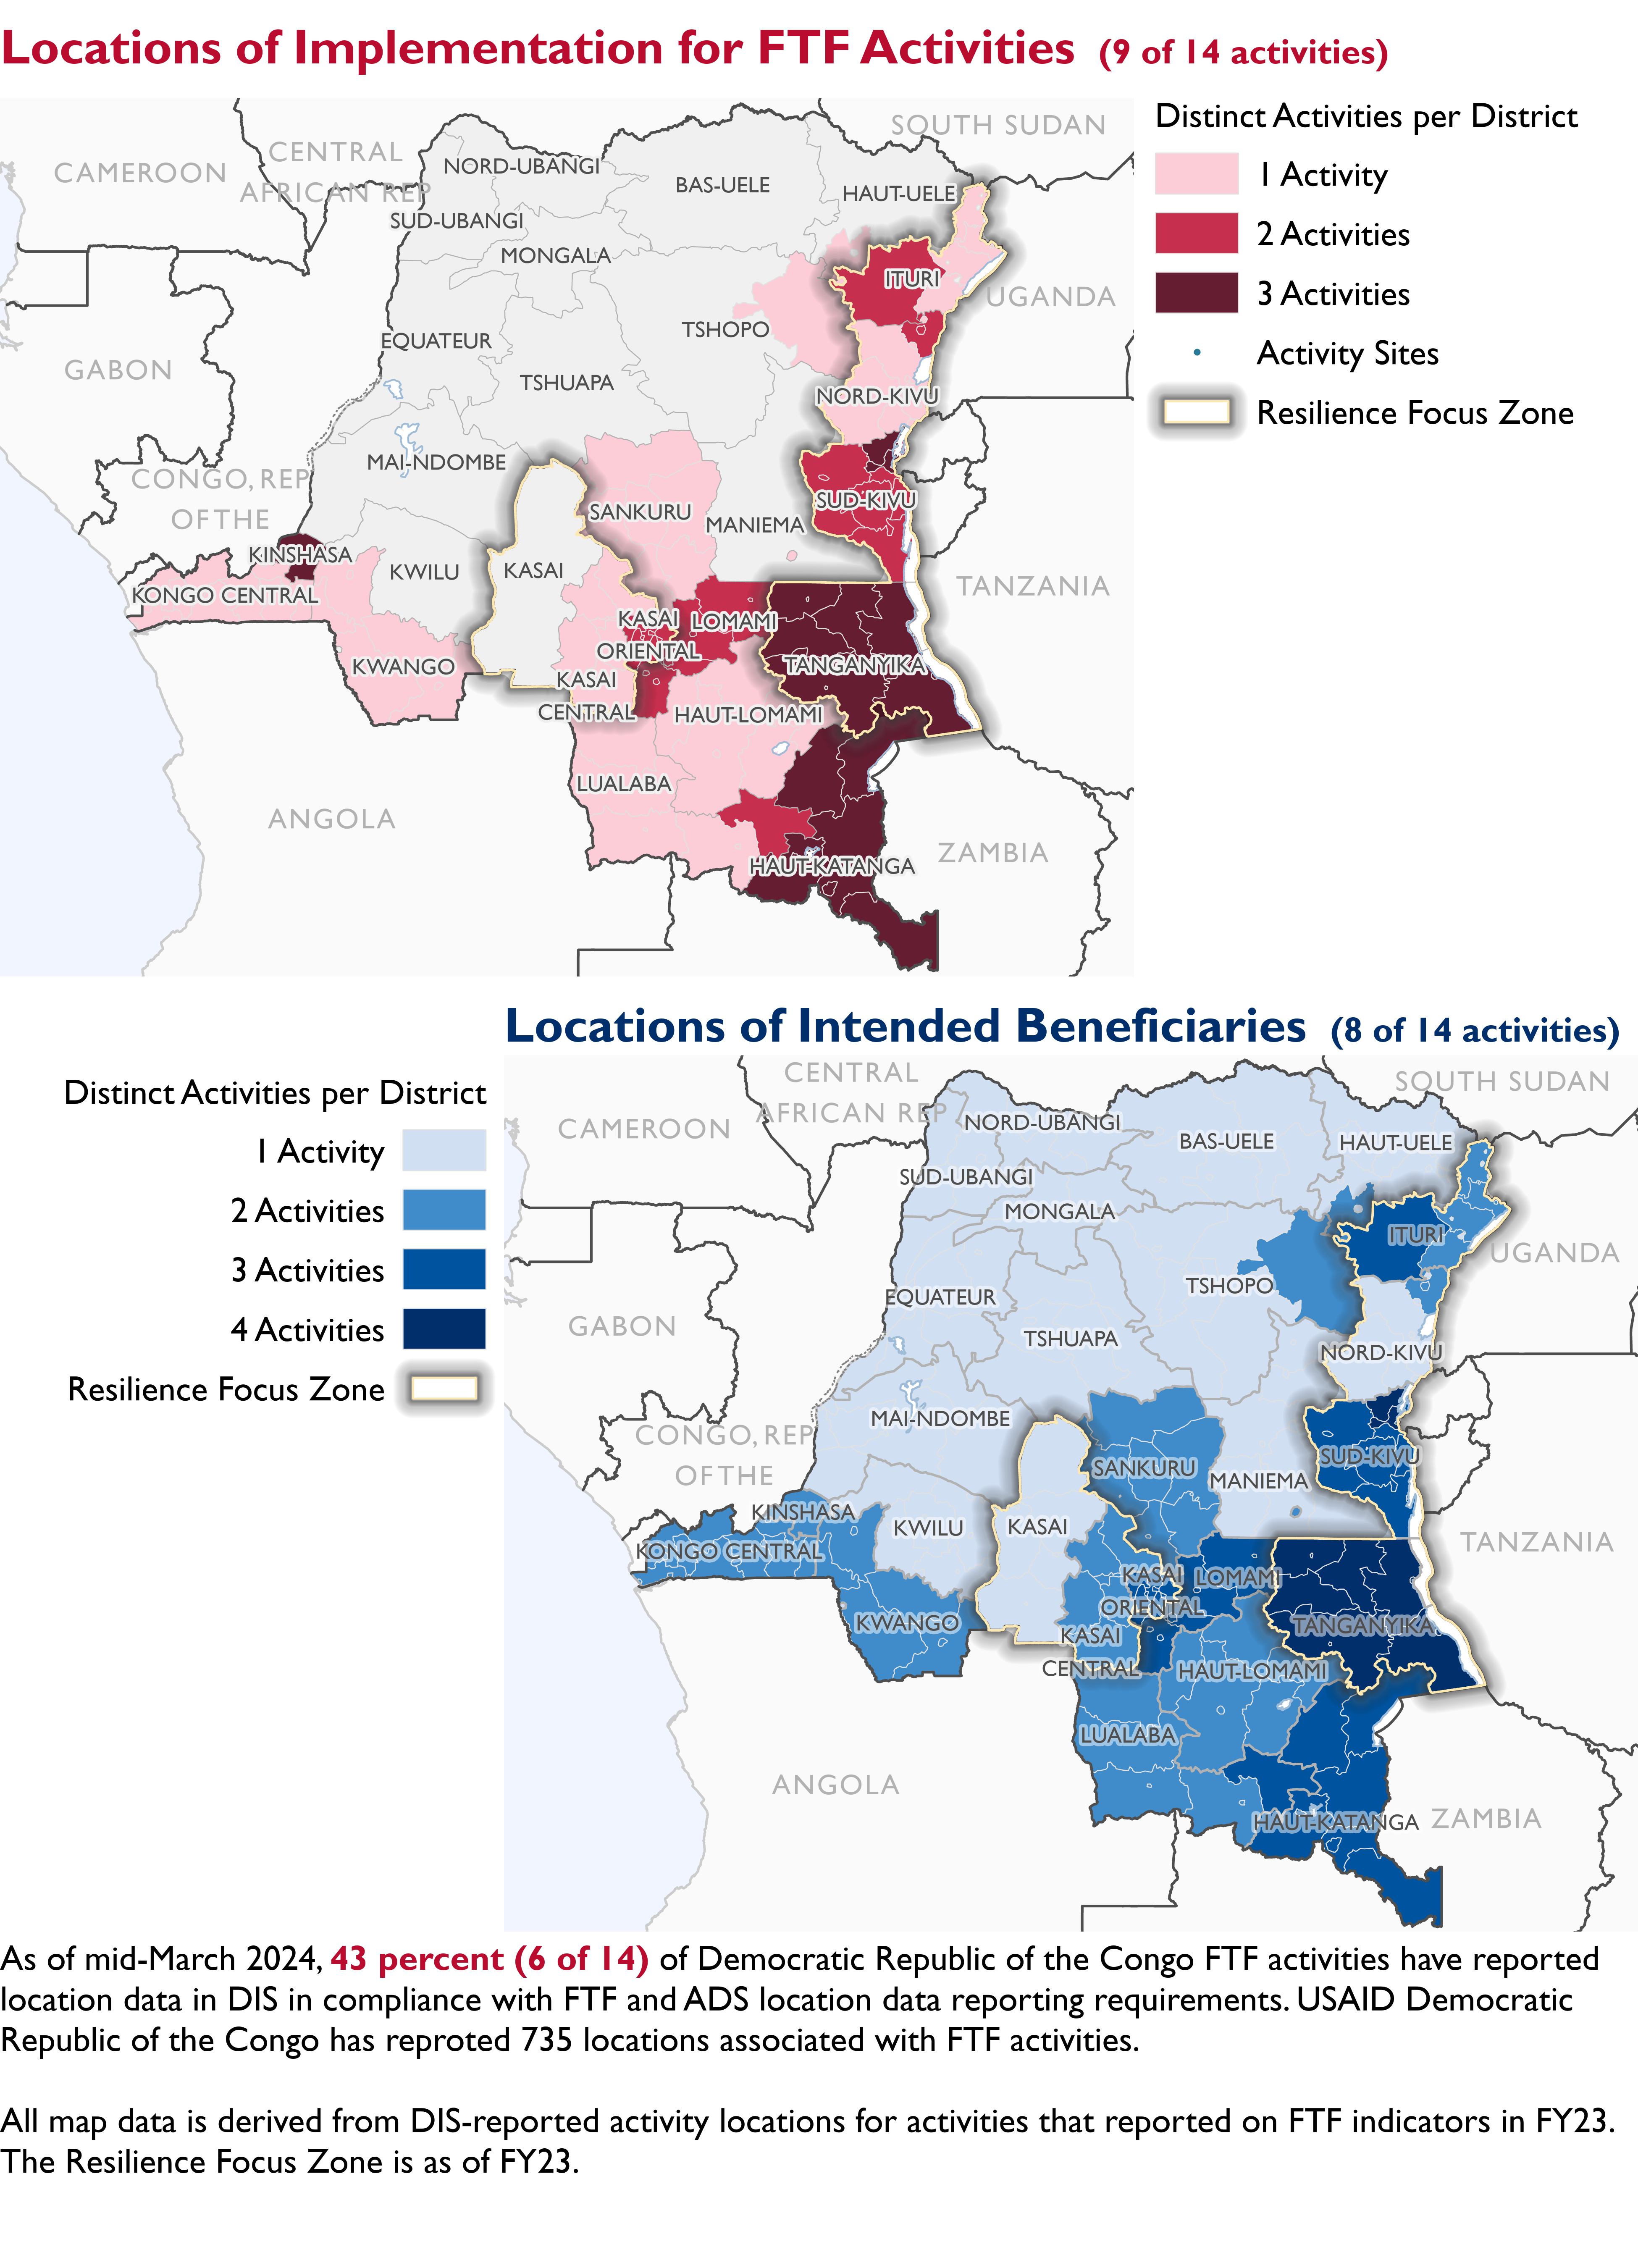 Locations of Implementation for FTF Activities (9 of 14 activities)
Distinct Activities per District
1 Activity
2 Activities
3 Activities
Activity Sites
Resilience Focus Zone
SOUTH SUDAN
CENTRAL
AFRICAN REP
CAMEROON
NORD-UBANGI
BAS-UELE
HAUT-UELE
SUD-UBANGI
MONGALA
ITURI
UGANDA
TSHOPO
EQUATEUR
GABON
TSHUAPA
NORD-KIVU
MAI-NDOMBE
CONGO, REP
OF THE
SANKURU
SUD-KIVU
MANIEMA
KINSHASA
KWILU
KASAI
TANZANIA
KONGO CENTRAL
KASAI
ORIENTAL
LOMAMI
TANGANYIKA
KWANGO
KASAI
CENTRAL
HAUT-LOMAMI
LUALABA
ANGOLA
ZAMBIA
HAUT-KATANGA
Locations of Intended Beneficiaries (8 of 14 activities)
Distinct Activities per District
1 Activity
2 Activities
3 Activities
4 Activities
Resilience Focus Zone
CENTRAL
AFRICAN REP
SOUTH SUDAN
CAMEROON
NORD-UBANGI
BAS-UELE
HAUT-UELE
SUD-UBANGI
MONGALA
ITURI
UGANDA
TSHOPO
EQUATEUR
GABON
TSHUAPA
NORD-KIVU
MAI-NDOMBE
CONGO, REP
OF THE
SANKURU
SUD-KIVU
MANIEMA
KINSHASA
KWILU
KASAI
TANZANIA
KONGO CENTRAL
KASAI
ORIENTAL
LOMAMI
TANGANYIKA
KWANGO
KASAI
CENTRAL
HAUT-LOMAMI
LUALABA
ANGOLA
ZAMBIA
HAUT-KATANGA
As of mid-March 2024, 43 percent (6 of 14) of Democratic Republic of the Congo FTF activities have reported
location data in DIS in compliance with FTF and ADS location data reporting requirements. USAID Democratic
Republic of the Congo has reproted 735 locations associated with FTF activities.
All map data is derived from DIS-reported activity locations for activities that reported on FTF indicators in FY23.
The Resilience Focus Zone is as of FY23.